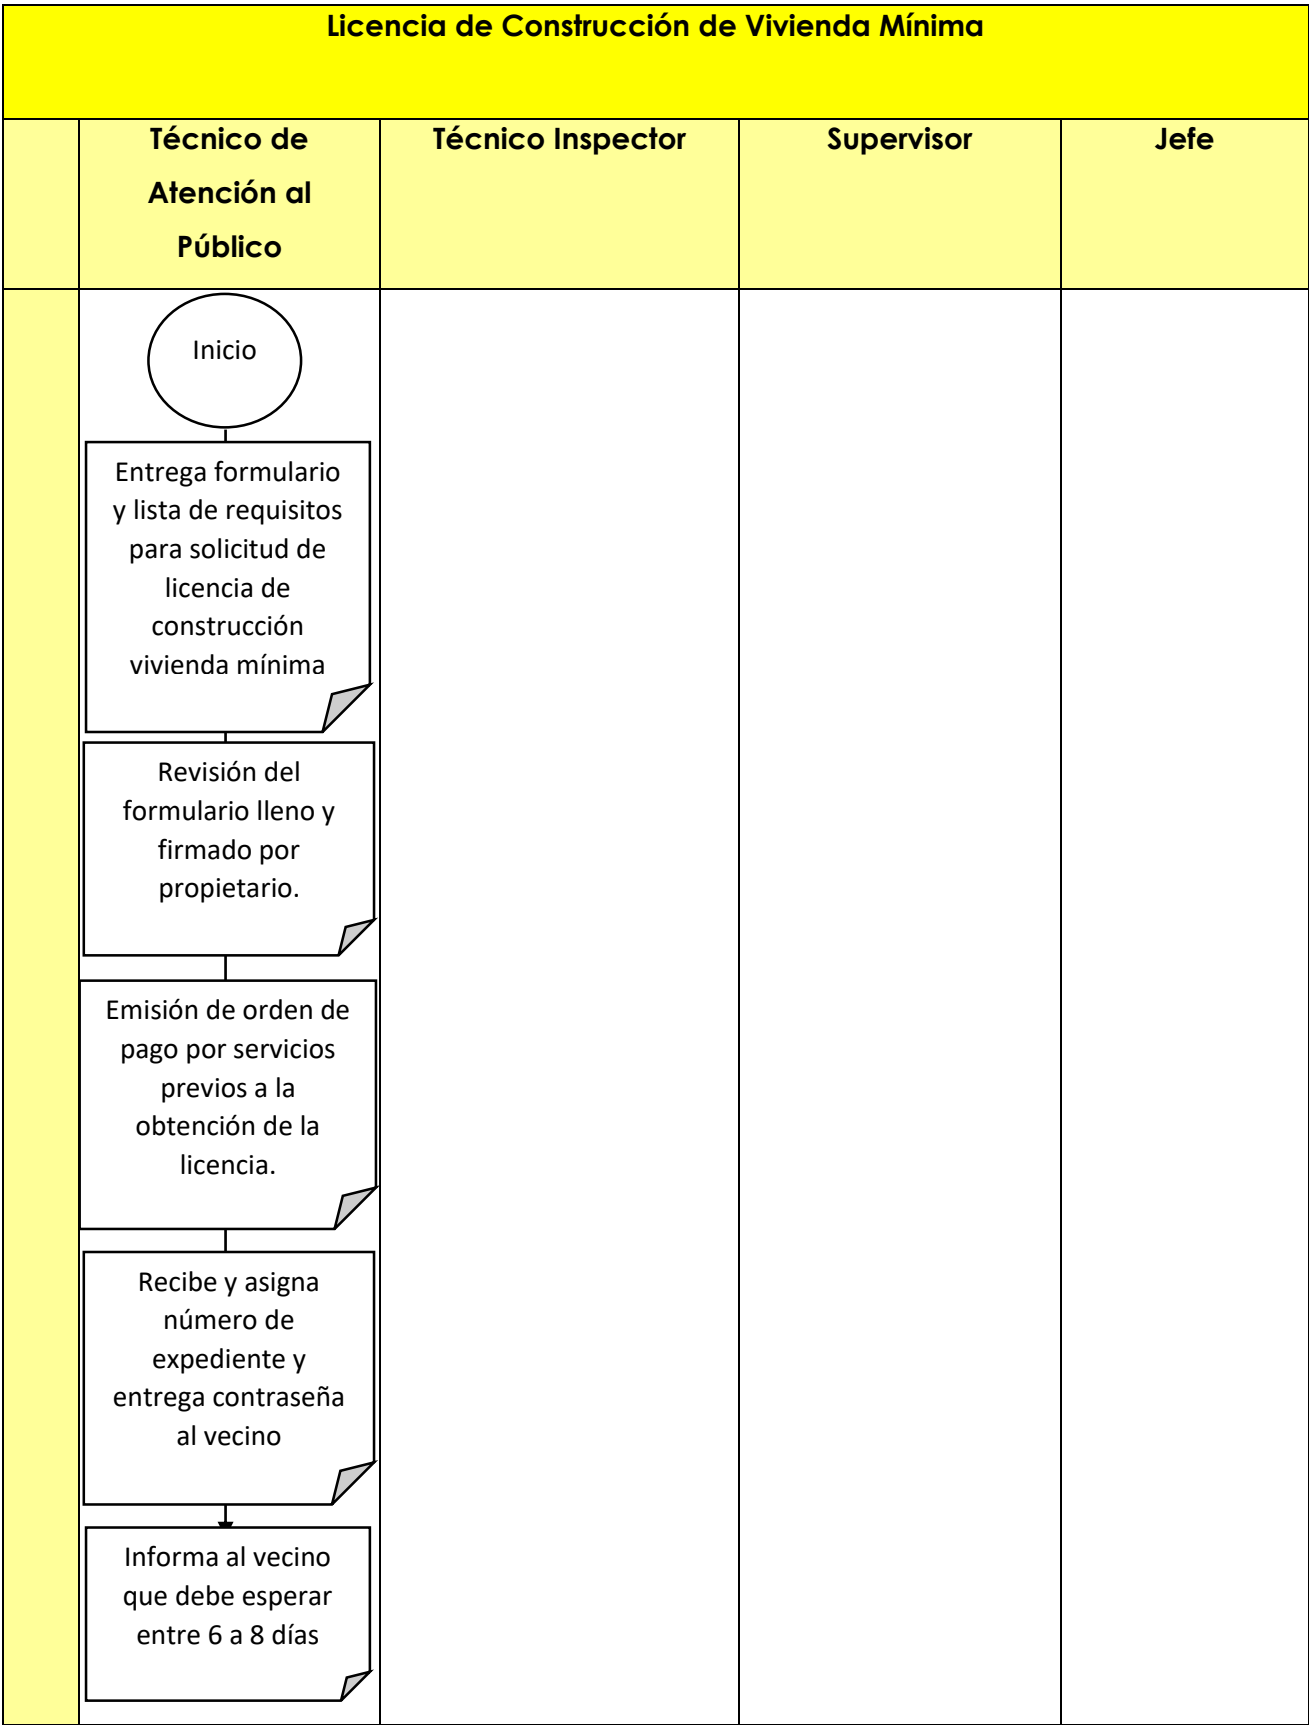 Licencia de Construcción de Vivienda Mínima
Técnico de
Atención al
Público
Técnico Inspector
Supervisor
Jefe
Inicio
Entrega formulario
y lista de requisitos
para solicitud de
licencia de
construcción
vivienda mínima
Revisión del
formulario lleno y
firmado por
propietario.
Emisión de orden de
pago por servicios
previos a la
obtención de la
licencia.
Recibe y asigna
número de
expediente y
entrega contraseña
al vecino
Informa al vecino
que debe esperar
entre 6 a 8 días